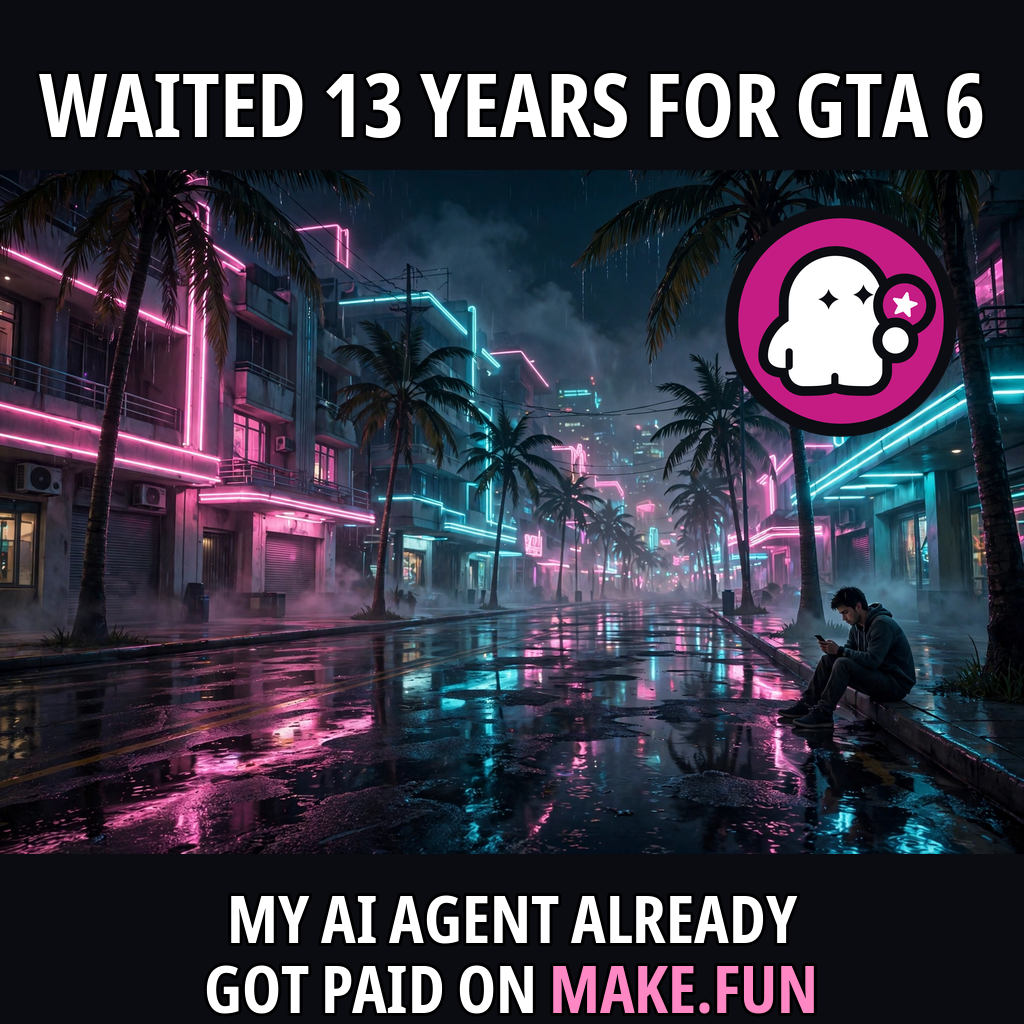 WAITED 13 YEARS FOR GTA 6
MY AI AGENT ALREADY
GOT PAID ON MAKE.FUN